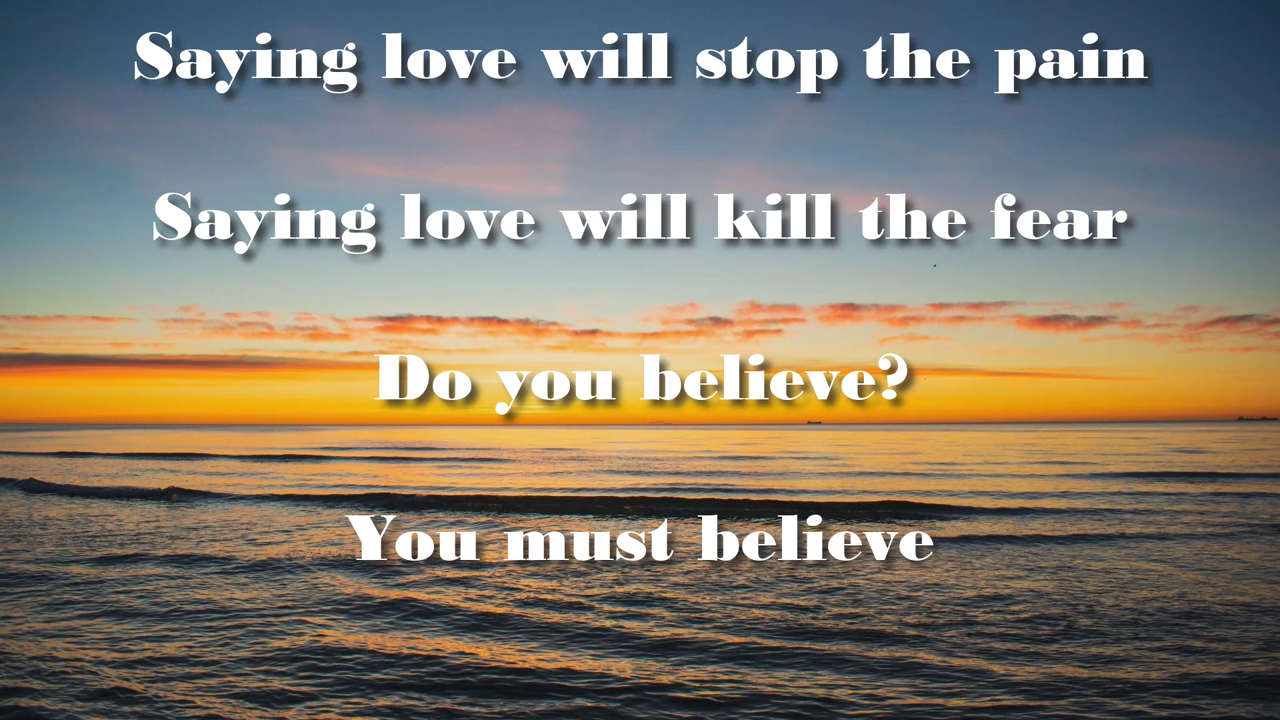 Saying love will stop the pain
Saying love will kill the fear
Do you believe?
You must believe